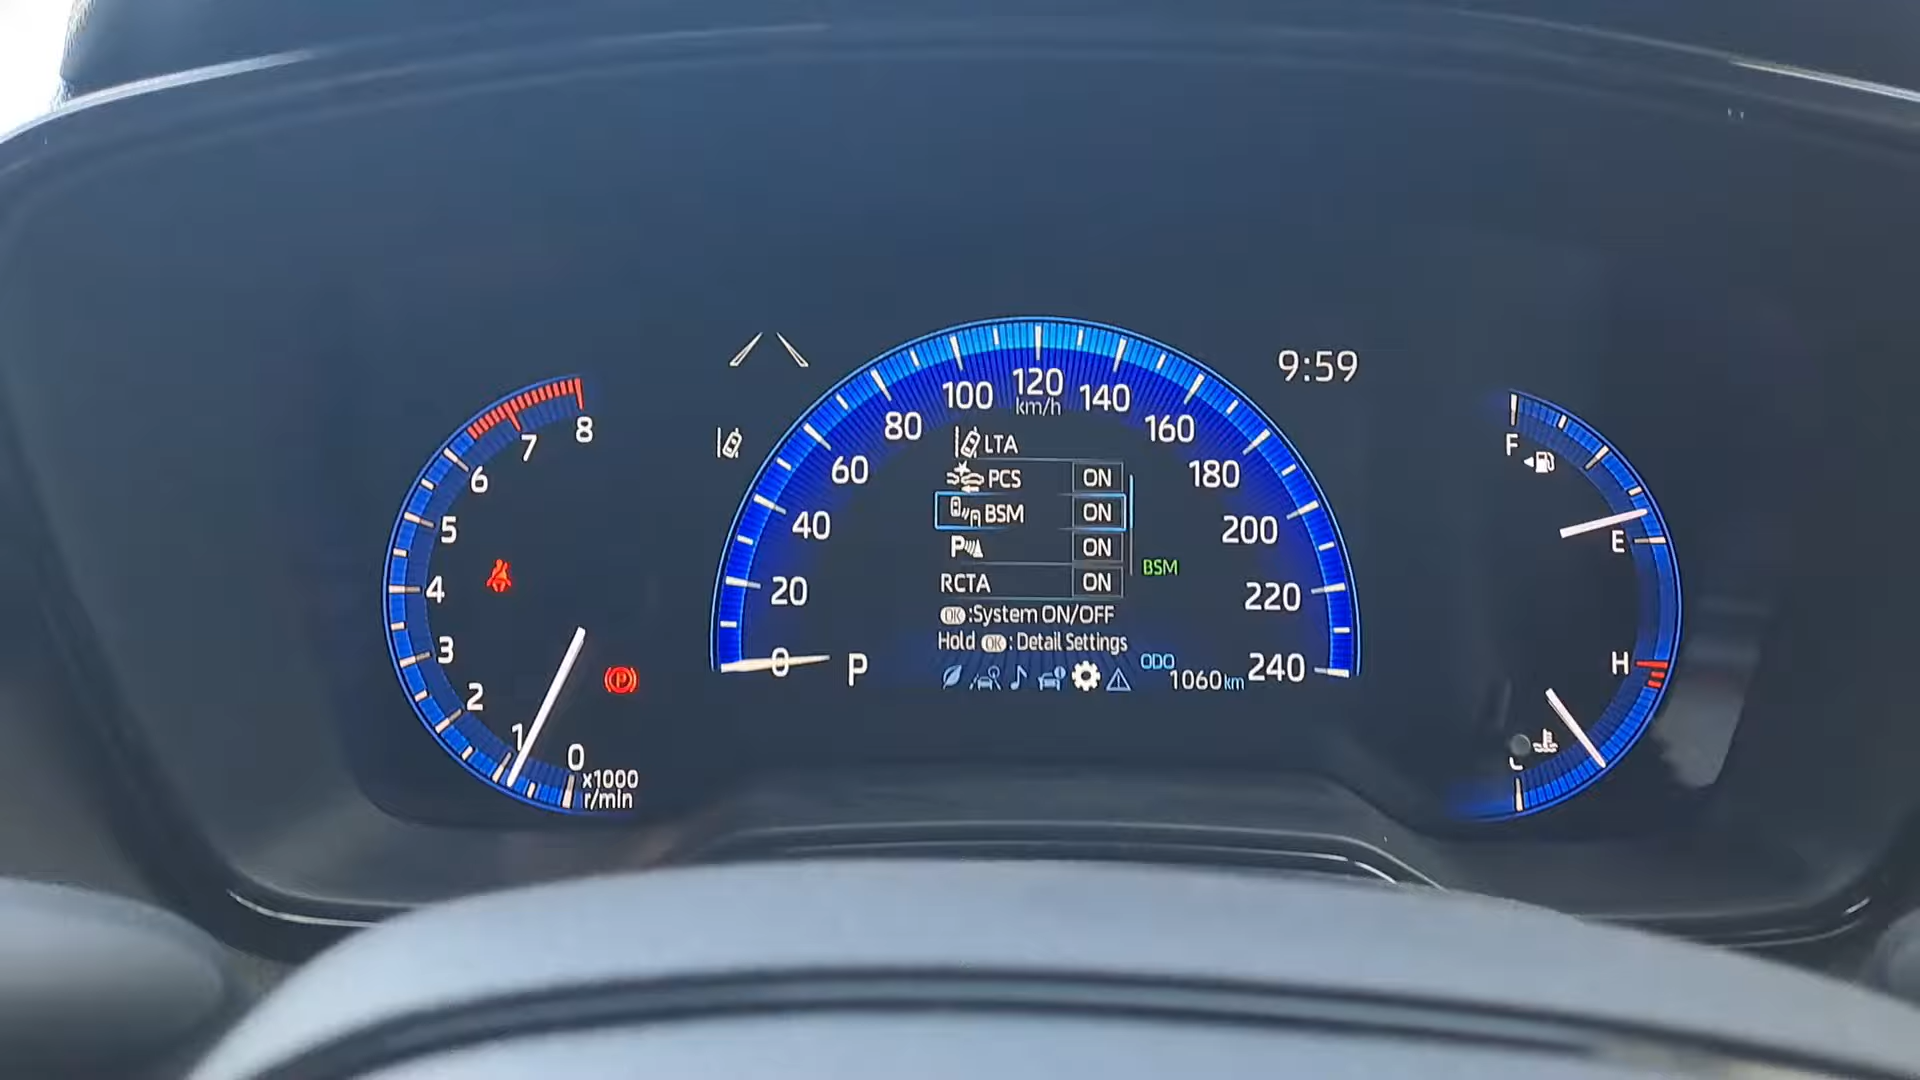 9:59
8
7
6
5
4
3
2
1
0
x1000
r/min
0
20
40
60
80
100
120
km/h
140
160
180
200
220
240
LTA
PCS ON
BSM ON
P ON
RCTA ON
OK :System ON/OFF
Hold OK : Detail Settings
BSM
P
ODO
1060 km
F
E
H
C
P